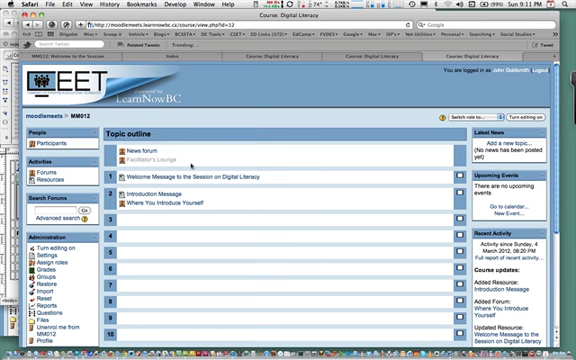 Safari File Edit View History Bookmarks Develop Window Help
Sun 9:11 PM
Course: Digital Literacy
http://moodlemeets.learnnowbc.ca/course/view.php?id=12
Google
Related Tweets Trending: Tweet
MM012: Welcome to the Session... Index Course: Digital Literacy Course: Digital Literacy Course: Digital Literacy
CEET
powered by
LearnNowBC
You are logged in as John Goldsmith (Logout)
moodlemeets ► MM012
Switch role to...
Turn editing on
People
Participants
Activities
Forums
Resources
Search Forums
Go
Advanced search
Administration
Turn editing on
Settings
Assign roles
Grades
Groups
Restore
Import
Reset
Reports
Questions
Files
Unenrol me from
MM012
Profile
Topic outline
News forum
Facilitator's Lounge
1 Welcome Message to the Session on Digital Literacy
2 Introduction Message
Where You Introduce Yourself
3
4
5
6
7
8
9
10
Latest News
Add a new topic...
(No news has been posted
yet)
Upcoming Events
There are no upcoming
events
Go to calendar...
New Event...
Recent Activity
Activity since Sunday, 4
March 2012, 08:20 PM
Full report of recent activity...
Course updates:
Added Resource:
Introduction Message
Added Forum:
Where You Introduce
Yourself
Updated Resource:
Welcome Message to the
Session on Digital Literacy